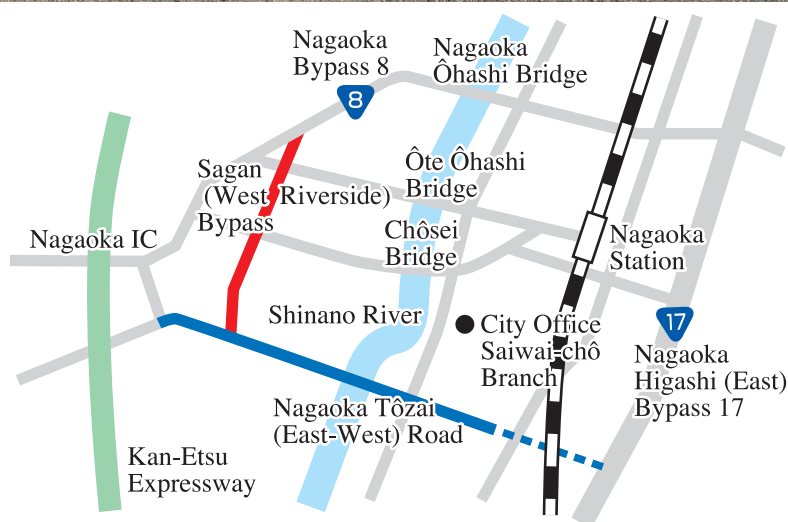 Nagaoka
Bypass 8
8
Nagaoka
Ôhashi Bridge
Sagan
(West Riverside)
Bypass
Ôte Ôhashi
Bridge
Chôsei
Bridge
Nagaoka IC
Nagaoka
Station
Shinano River
City Office
Saiwai-chô
Branch
17
Nagaoka
Higashi (East)
Bypass 17
Nagaoka Tôzai
(East-West) Road
Kan-Etsu
Expressway